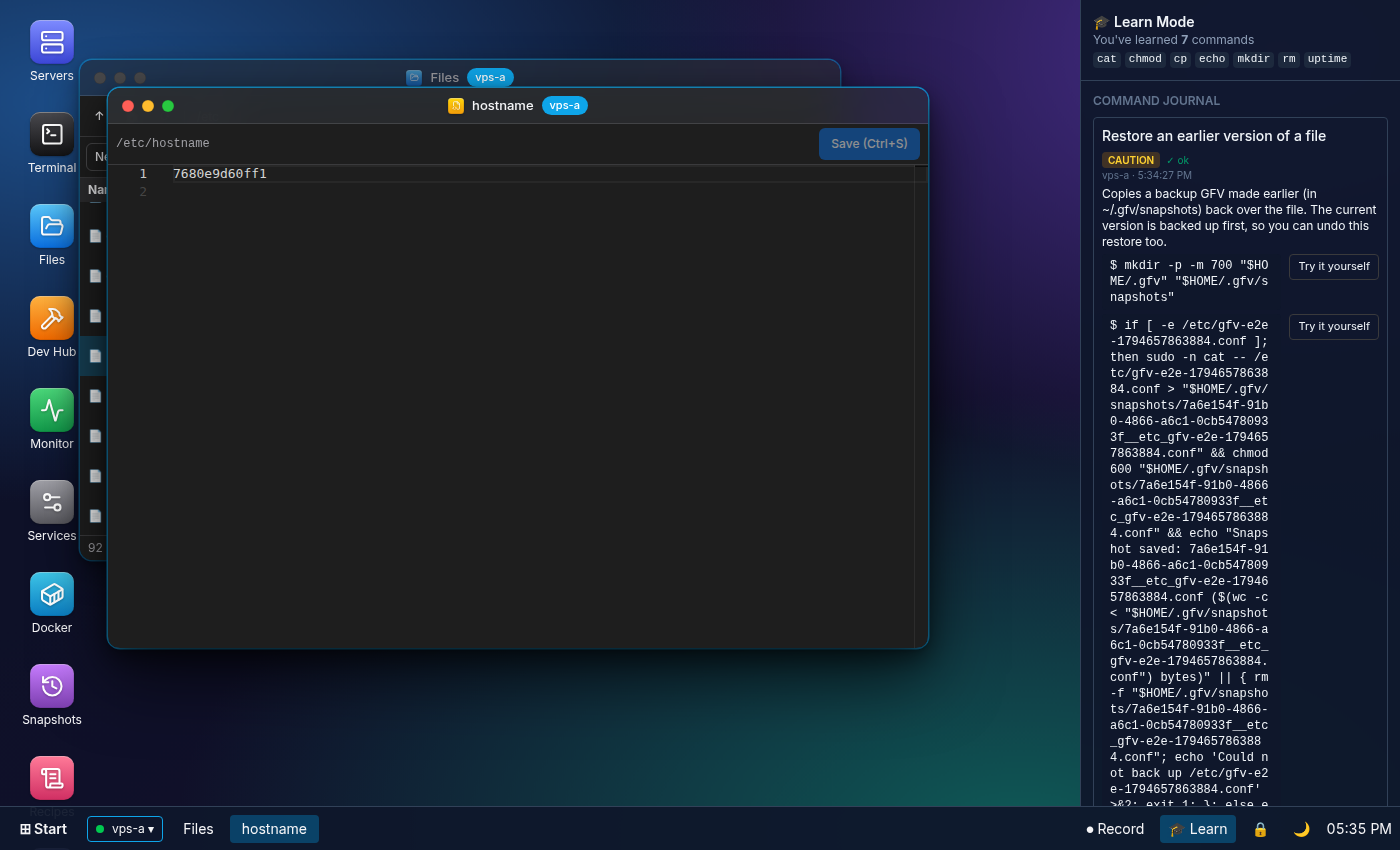 Servers
Terminal
Files
Dev Hub
Monitor
Services
Docker
Snapshots
Recipes
Files vps-a
↑
Nar
92
hostname vps-a
/etc/hostname
Save (Ctrl+S)
1 7680e9d60ff1
2
🎓 Learn Mode
You've learned 7 commands
cat chmod cp echo mkdir rm uptime
COMMAND JOURNAL
Restore an earlier version of a file
CAUTION ✓ ok
vps-a · 5:34:27 PM
Copies a backup GFV made earlier (in
~/.gfv/snapshots) back over the file. The current
version is backed up first, so you can undo this
restore too.
$ mkdir -p -m 700 "$HO
ME/.gfv" "$HOME/.gfv/s
napshots"
Try it yourself
$ if [ -e /etc/gfv-e2e
-1794657863884.conf ];
then sudo -n cat -- /e
tc/gfv-e2e-17946578638
84.conf > "$HOME/.gfv/
snapshots/7a6e154f-91b
0-4866-a6c1-0cb5478093
3f__etc_gfv-e2e-179465
7863884.conf" && chmod
600 "$HOME/.gfv/snapsh
ots/7a6e154f-91b0-4866
-a6c1-0cb54780933f__et
c_gfv-e2e-179465786388
4.conf" && echo "Snaps
hot saved: 7a6e154f-91
b0-4866-a6c1-0cb547809
33f__etc_gfv-e2e-17946
57863884.conf ($(wc -c
< "$HOME/.gfv/snapshot
s/7a6e154f-91b0-4866-a
6c1-0cb54780933f__etc_
gfv-e2e-1794657863884.
conf") bytes)" || { rm
-f "$HOME/.gfv/snapsho
ts/7a6e154f-91b0-4866-
a6c1-0cb54780933f__etc
_gfv-e2e-179465786388
4.conf"; echo 'Could n
ot back up /etc/gfv-e2
e-1794657863884.conf'
>&2; exit 1; }; else e
Try it yourself
⊞ Start
vps-a ▾
Files
hostname
● Record
🎓 Learn
🔒
🌙
05:35 PM